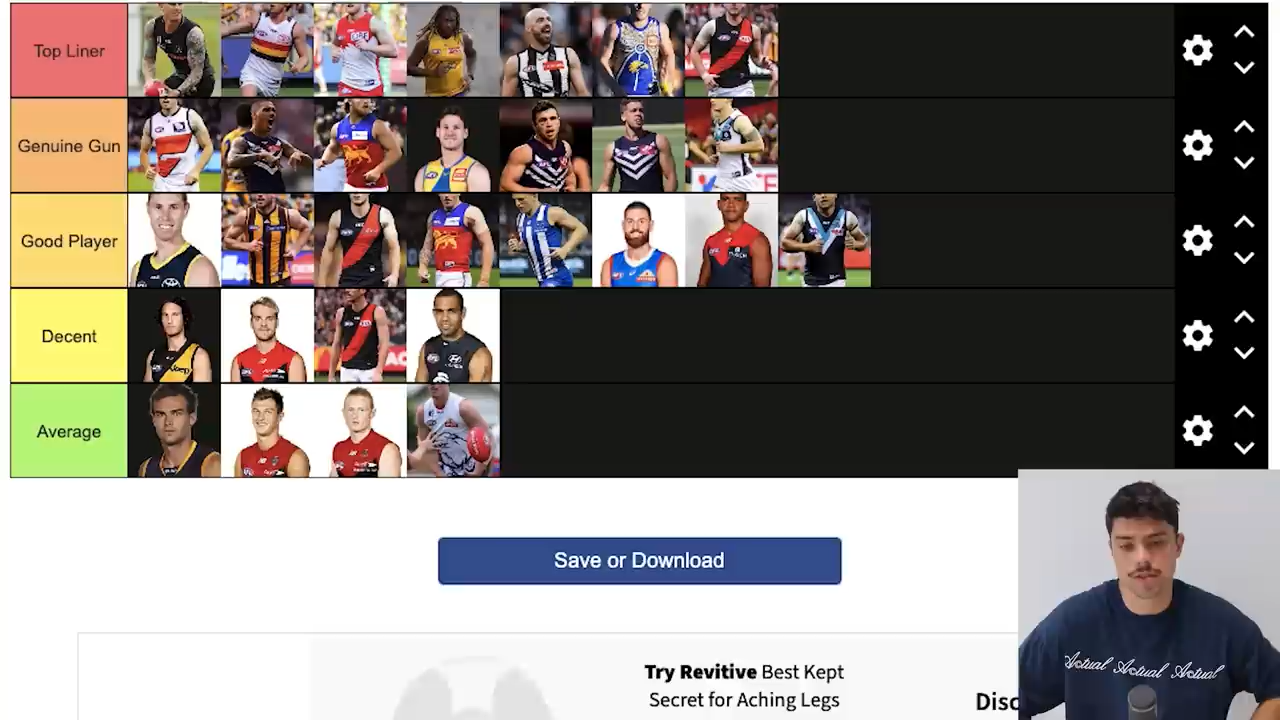 Top Liner
Genuine Gun
Good Player
Decent
Average
Save or Download
Try Revitive Best Kept
Secret for Aching Legs
Disc
Actual Actual Actual